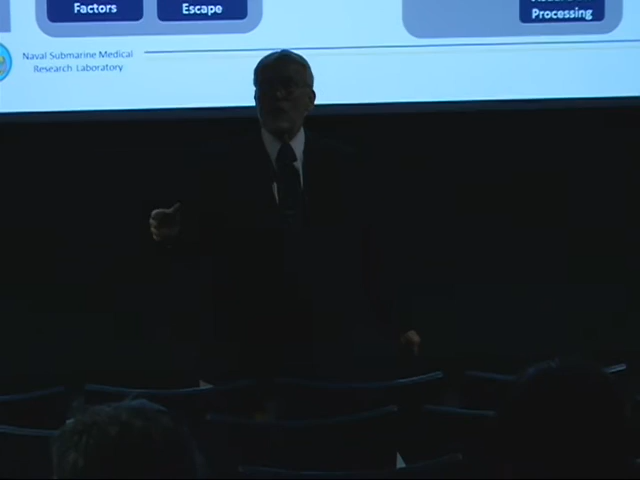 Factors
Escape
Processing
Naval Submarine Medical
Research Laboratory